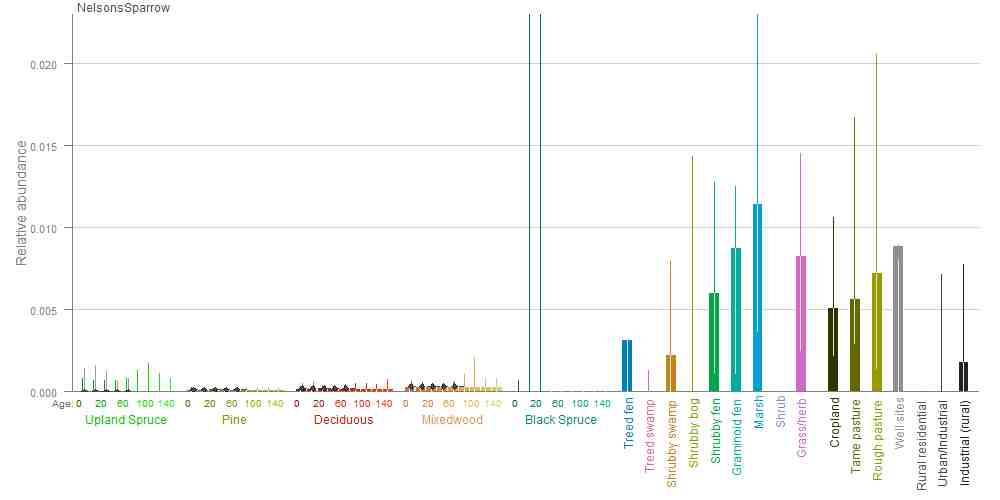 NelsonsSparrow
Relative abundance
0.020
0.015
0.010
0.005
0.000
Age: 0 20 60 100 140 0 20 60 100 140 0 20 60 100 140 0 20 60 100 140 0 20 60 100 140
Upland Spruce Pine Deciduous Mixedwood Black Spruce
Treed fen
Treed swamp
Shrubby swamp
Shrubby bog
Shrubby fen
Graminoid fen
Marsh
Shrub
Grass/herb
Cropland
Tame pasture
Rough pasture
Well sites
Rural residential
Urban/Industrial
Industrial (rural)